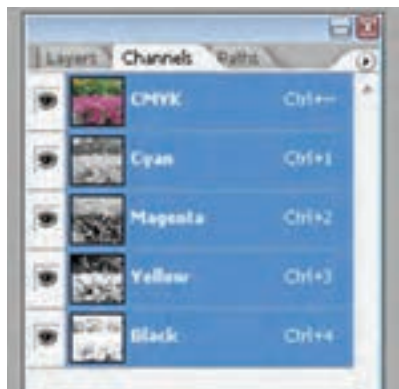 Layers Channels Paths
CMYK Ctrl+~
Cyan Ctrl+1
Magenta Ctrl+2
Yellow Ctrl+3
Black Ctrl+4